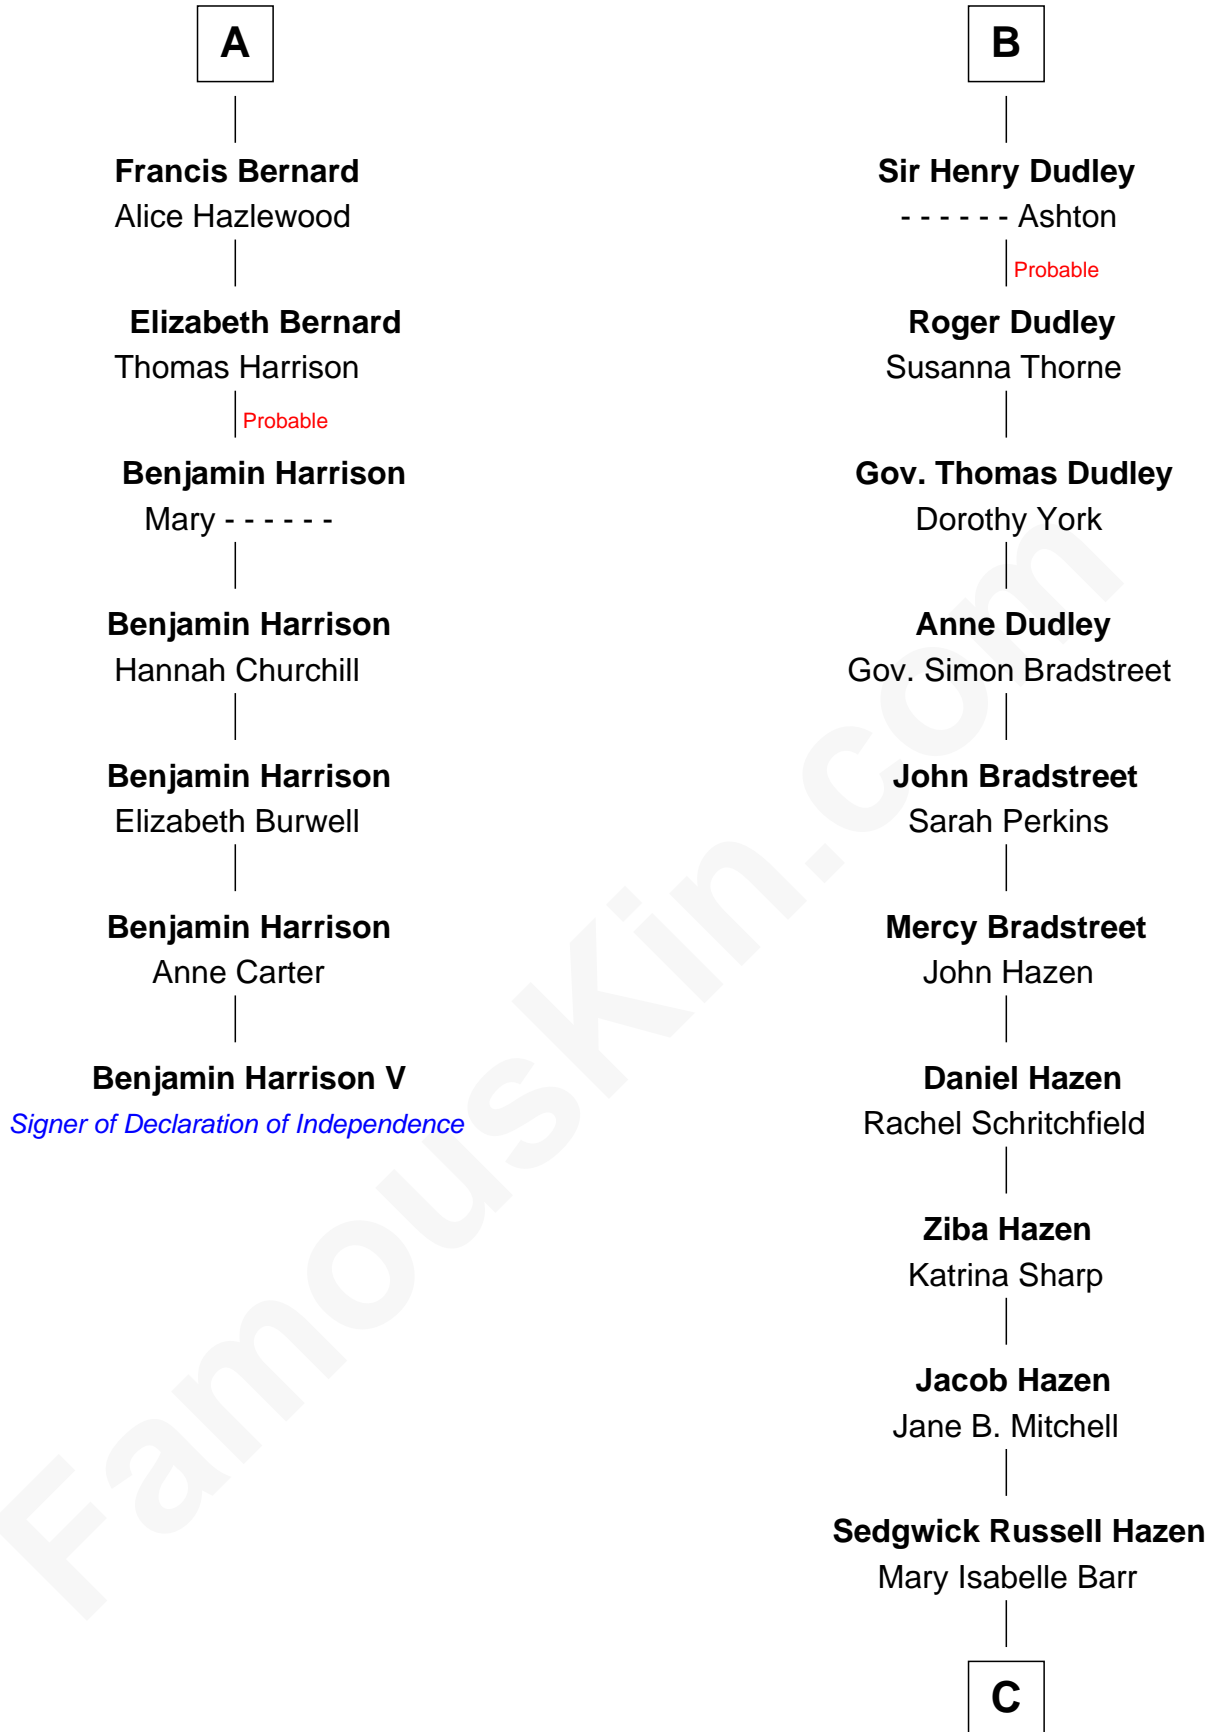 A
Francis Bernard
Alice Hazlewood
Elizabeth Bernard
Thomas Harrison
Probable
Benjamin Harrison
Mary - - - - - -
Benjamin Harrison
Hannah Churchill
Benjamin Harrison
Elizabeth Burwell
Benjamin Harrison
Anne Carter
Benjamin Harrison V
Signer of Declaration of Independence
B
Sir Henry Dudley
- - - - - - Ashton
Probable
Roger Dudley
Susanna Thorne
Gov. Thomas Dudley
Dorothy York
Anne Dudley
Gov. Simon Bradstreet
John Bradstreet
Sarah Perkins
Mercy Bradstreet
John Hazen
Daniel Hazen
Rachel Schritchfield
Ziba Hazen
Katrina Sharp
Jacob Hazen
Jane B. Mitchell
Sedgwick Russell Hazen
Mary Isabelle Barr
C
FamousKin.com